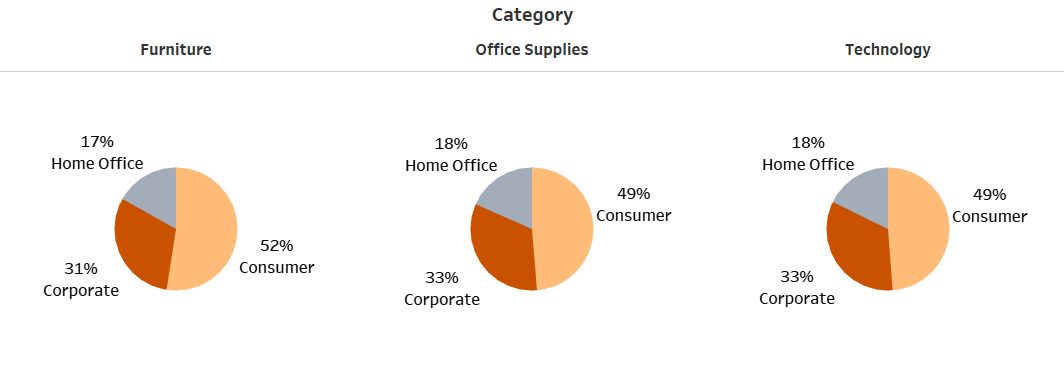 Category
Furniture
Office Supplies
Technology
17%
Home Office
52%
Consumer
31%
Corporate
18%
Home Office
49%
Consumer
33%
Corporate
18%
Home Office
49%
Consumer
33%
Corporate